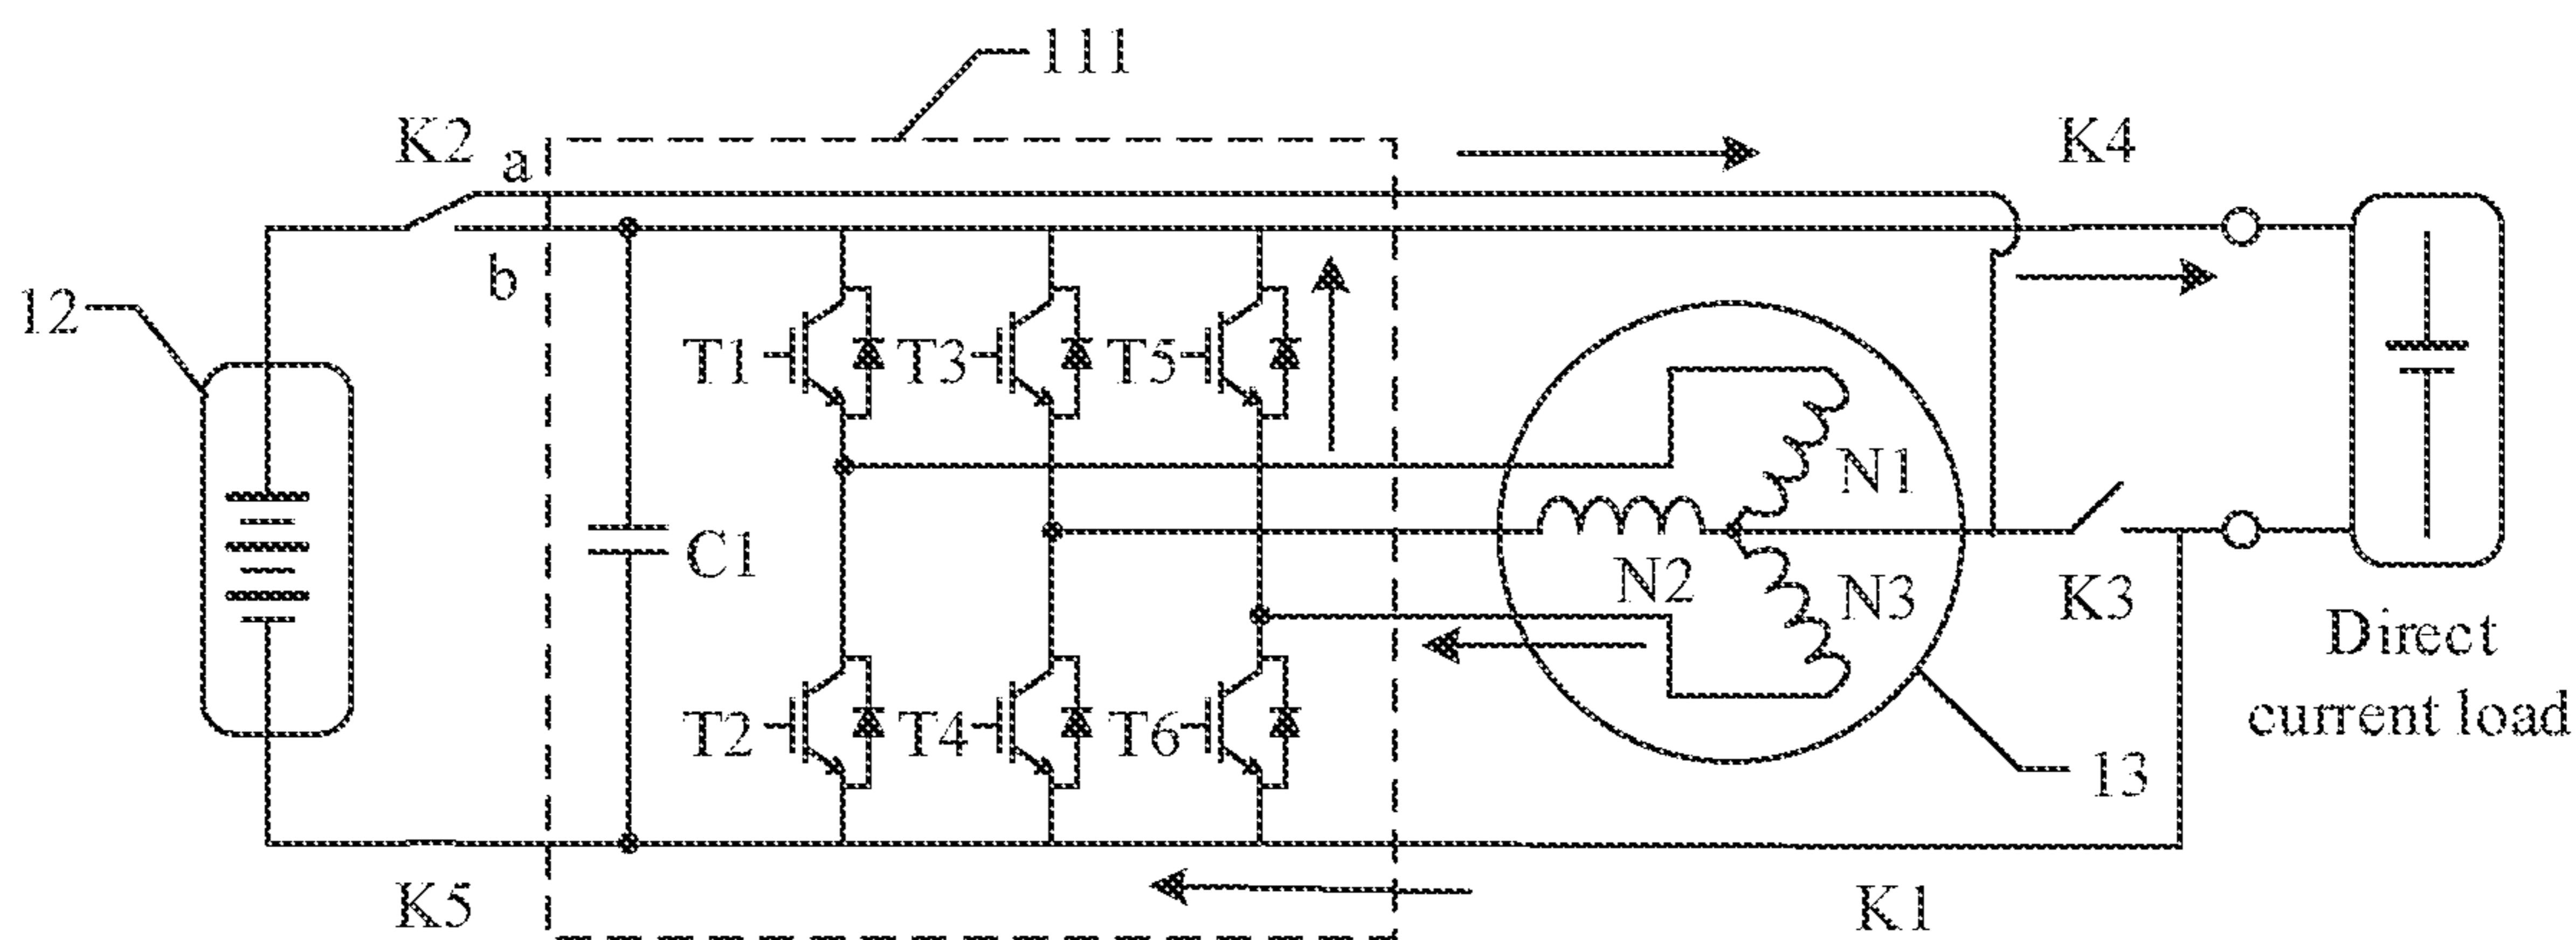 111
K2
a
K4
b
12
T1
T3
T5
N1
C1
N2
N3
K3
T2
T4
T6
Direct
current load
13
K5
K1